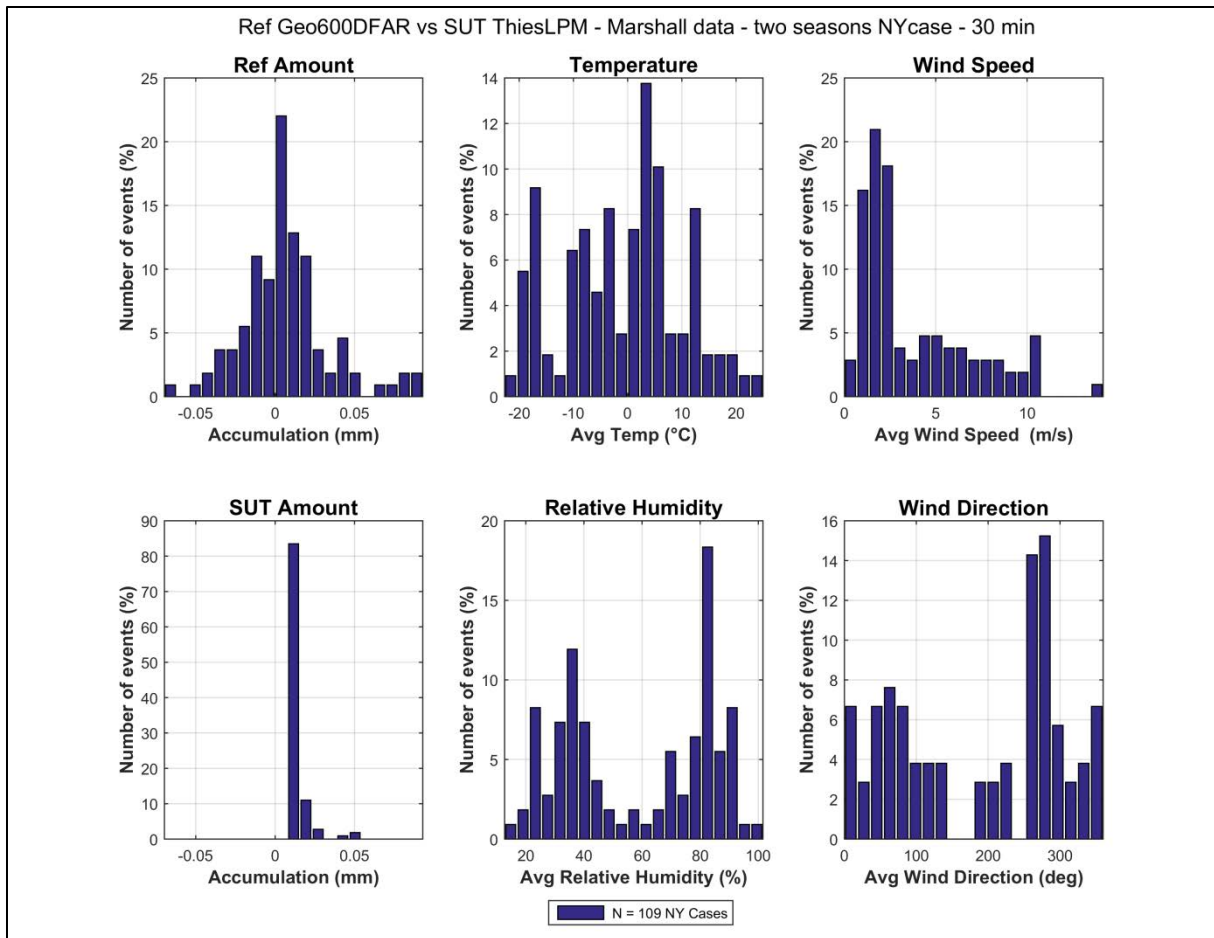 Ref Geo600DFAR vs SUT ThiesLPM - Marshall data - two seasons NYcase - 30 min
Ref Amount
Number of events (%)
25
20
15
10
5
0
-0.05 0 0.05
Accumulation (mm)
Temperature
Number of events (%)
14
12
10
8
6
4
2
0
-20 -10 0 10 20
Avg Temp (°C)
Wind Speed
Number of events (%)
25
20
15
10
5
0
0 5 10
Avg Wind Speed (m/s)
SUT Amount
Number of events (%)
90
80
70
60
50
40
30
20
10
0
-0.05 0 0.05
Accumulation (mm)
Relative Humidity
Number of events (%)
20
15
10
5
0
20 40 60 80 100
Avg Relative Humidity (%)
Wind Direction
Number of events (%)
16
14
12
10
8
6
4
2
0
0 100 200 300
Avg Wind Direction (deg)
N = 109 NY Cases